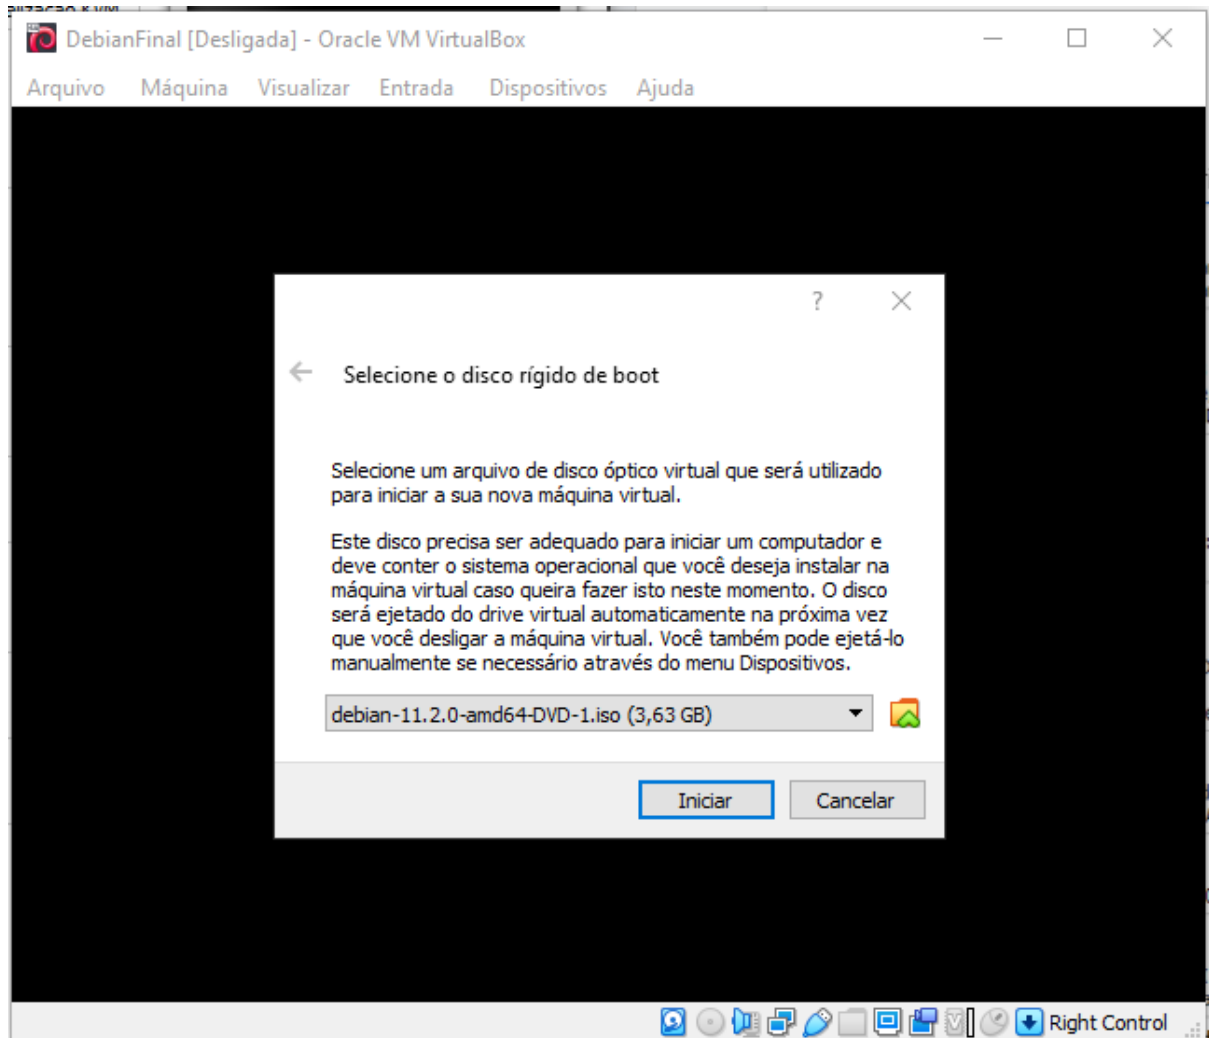 DebianFinal [Desligada] - Oracle VM VirtualBox
Arquivo Máquina Visualizar Entrada Dispositivos Ajuda
?
Selecione o disco rígido de boot
Selecione um arquivo de disco óptico virtual que será utilizado
para iniciar a sua nova máquina virtual.
Este disco precisa ser adequado para iniciar um computador e
deve conter o sistema operacional que você deseja instalar na
máquina virtual caso queira fazer isto neste momento. O disco
será ejetado do drive virtual automaticamente na próxima vez
que você desligar a máquina virtual. Você também pode ejetá-lo
manualmente se necessário através do menu Dispositivos.
debian-11.2.0-amd64-DVD-1.iso (3,63 GB)
Iniciar Cancelar
Right Control